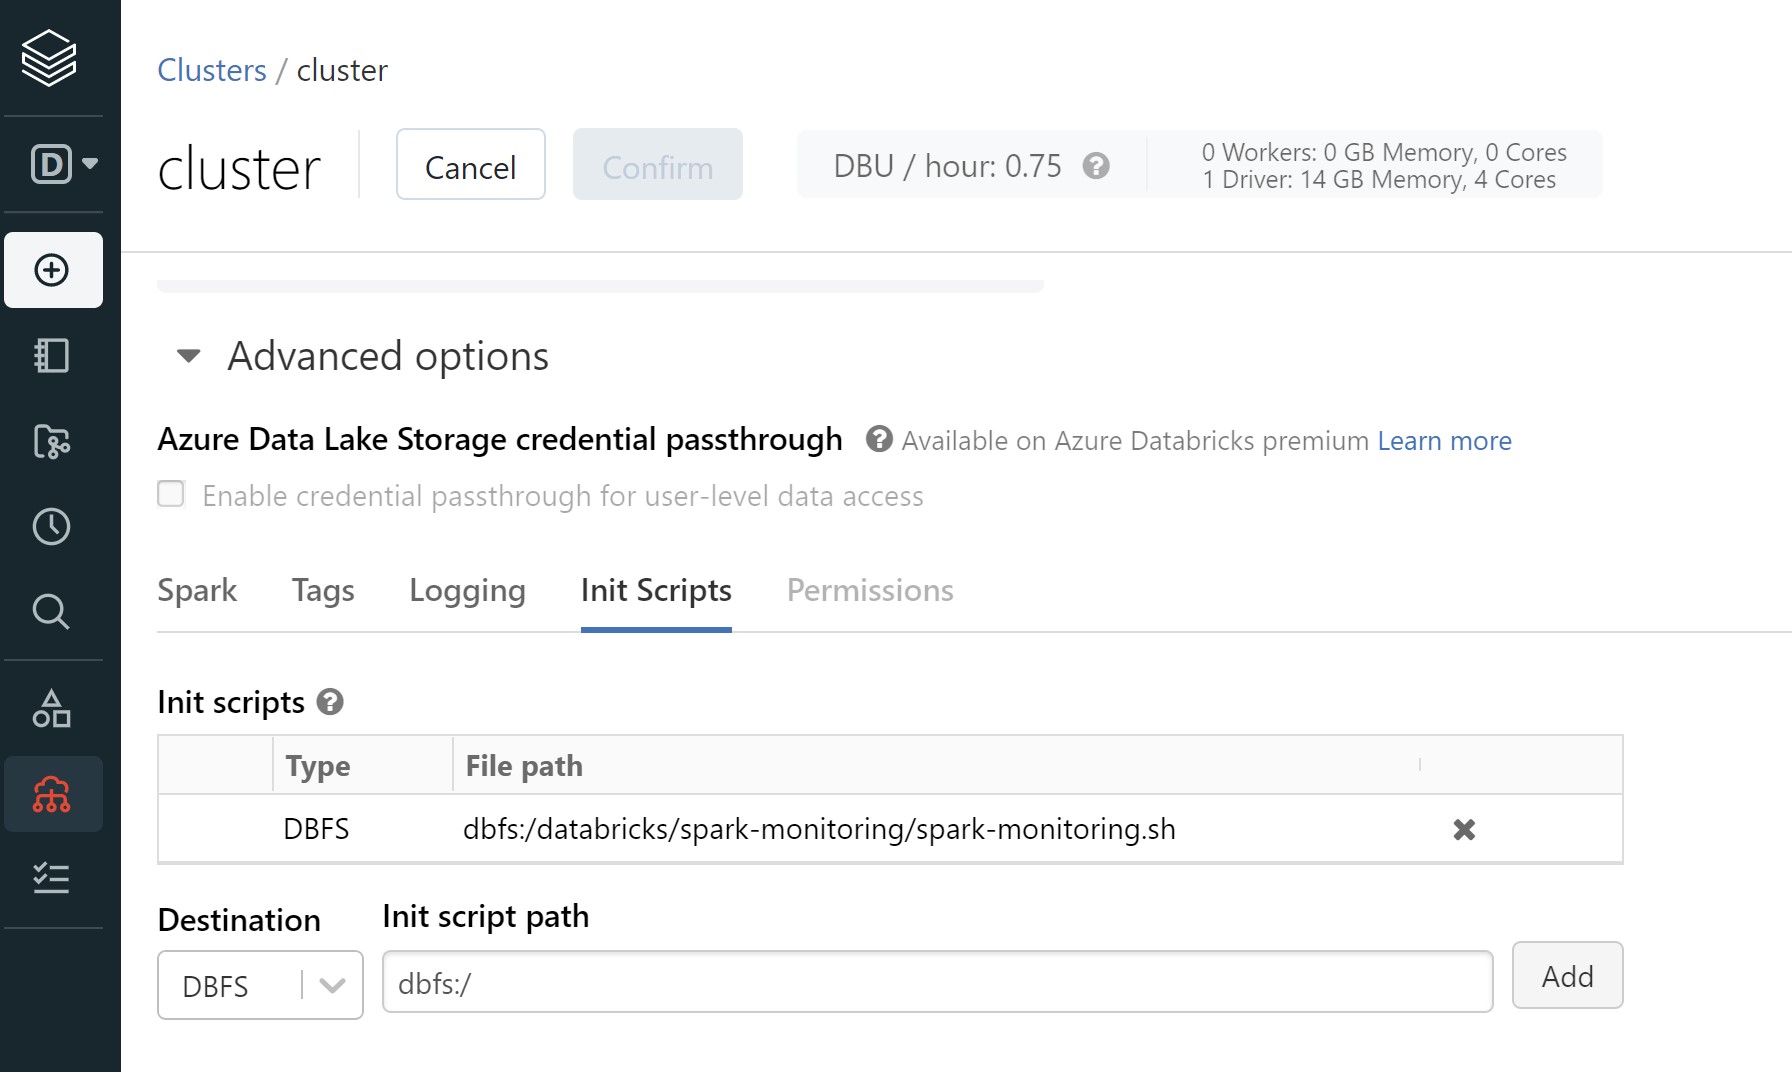 Clusters / cluster
D
cluster
Cancel
Confirm
DBU / hour: 0.75 ?
0 Workers: 0 GB Memory, 0 Cores
1 Driver: 14 GB Memory, 4 Cores
Advanced options
Azure Data Lake Storage credential passthrough ? Available on Azure Databricks premium Learn more
Enable credential passthrough for user-level data access
Spark Tags Logging Init Scripts Permissions
Init scripts ?
Type File path
DBFS dbfs:/databricks/spark-monitoring/spark-monitoring.sh
Destination Init script path
DBFS dbfs:/ Add